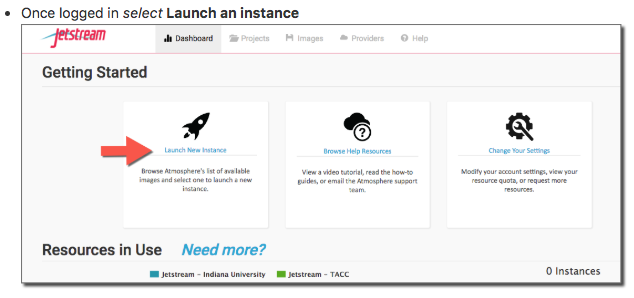 • Once logged in select Launch an instance
Jetstream
Dashboard Projects Images Providers Help
Getting Started
Launch New Instance
Browse Atmosphere's list of available
images and select one to launch a new
instance.
Browse Help Resources
View a video tutorial, read the how-to
guides, or email the Atmosphere support
team.
Change Your Settings
Modify your account settings, view your
resource quota, or request more
resources.
Resources in Use Need more?
Jetstream - Indiana University Jetstream - TACC
0 Instances